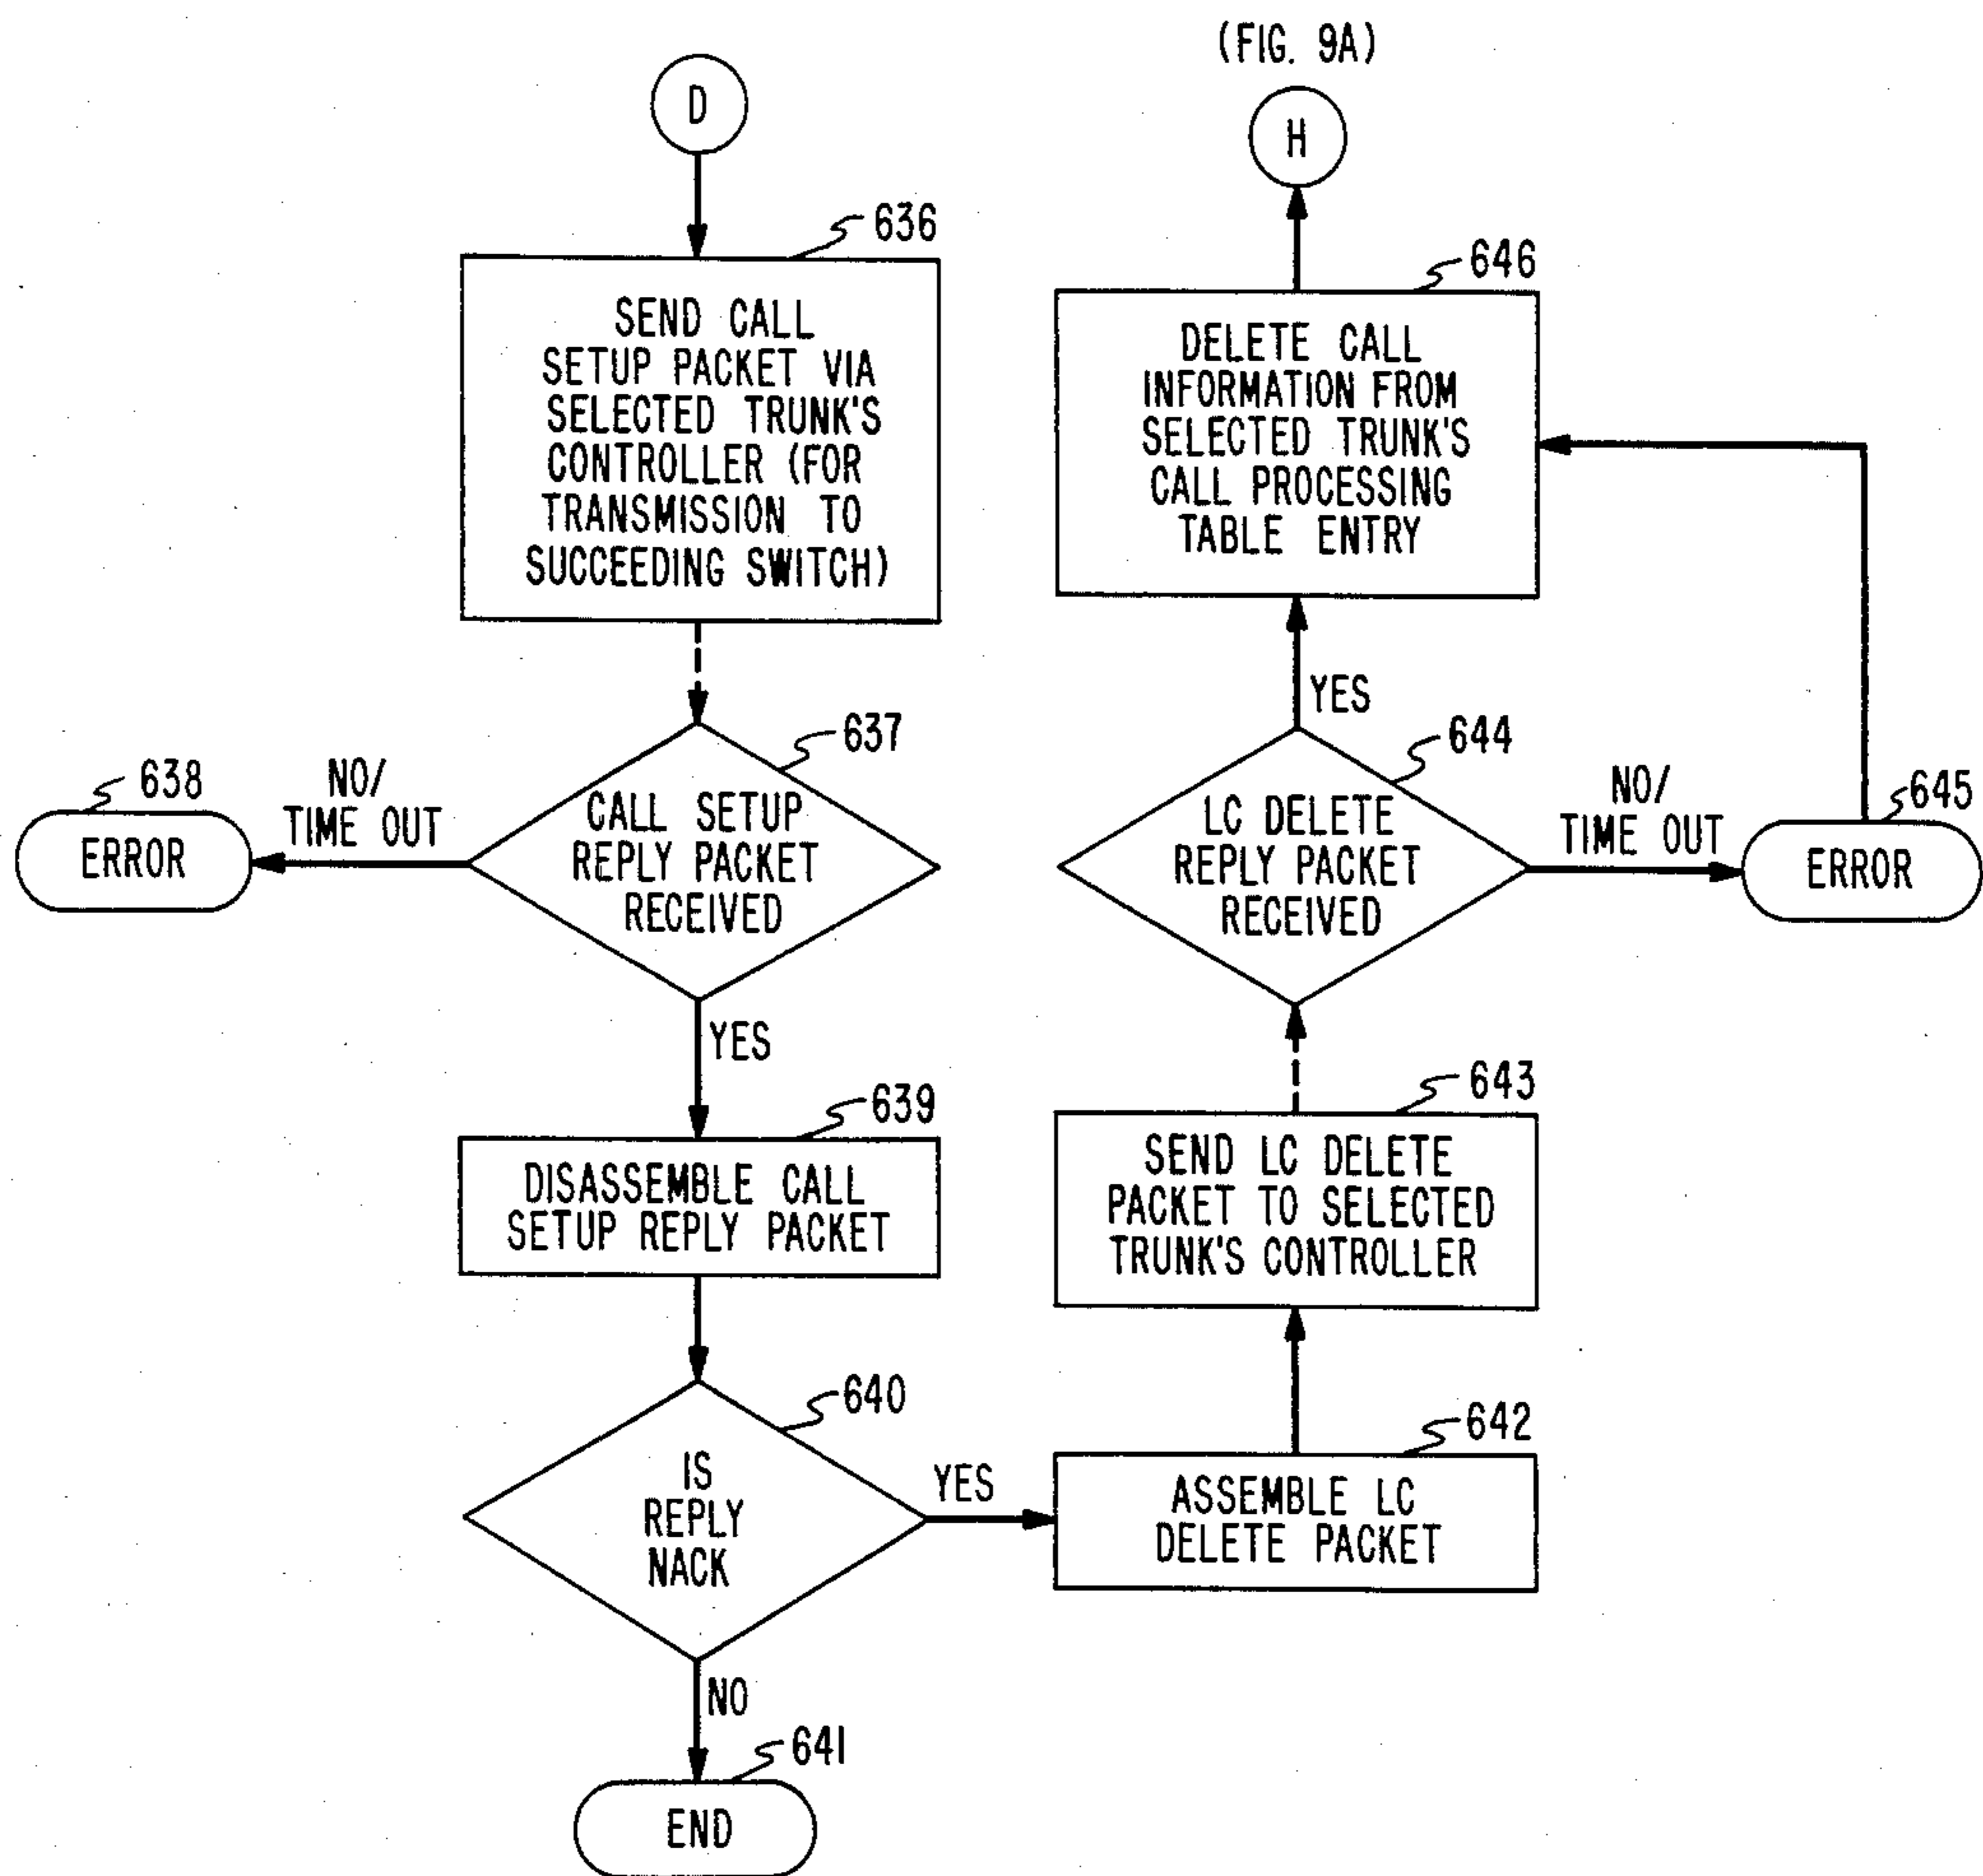 D
636
SEND CALL
SETUP PACKET VIA
SELECTED TRUNK'S
CONTROLLER (FOR
TRANSMISSION TO
SUCCEEDING SWITCH)
637
CALL SETUP
REPLY PACKET
RECEIVED
NO/
TIME OUT
638
ERROR
YES
639
DISASSEMBLE CALL
SETUP REPLY PACKET
640
IS
REPLY
NACK
NO
641
END
YES
642
ASSEMBLE LC
DELETE PACKET
643
SEND LC DELETE
PACKET TO SELECTED
TRUNK'S CONTROLLER
644
LC DELETE
REPLY PACKET
RECEIVED
NO/
TIME OUT
645
ERROR
YES
646
DELETE CALL
INFORMATION FROM
SELECTED TRUNK'S
CALL PROCESSING
TABLE ENTRY
H
(FIG. 9A)